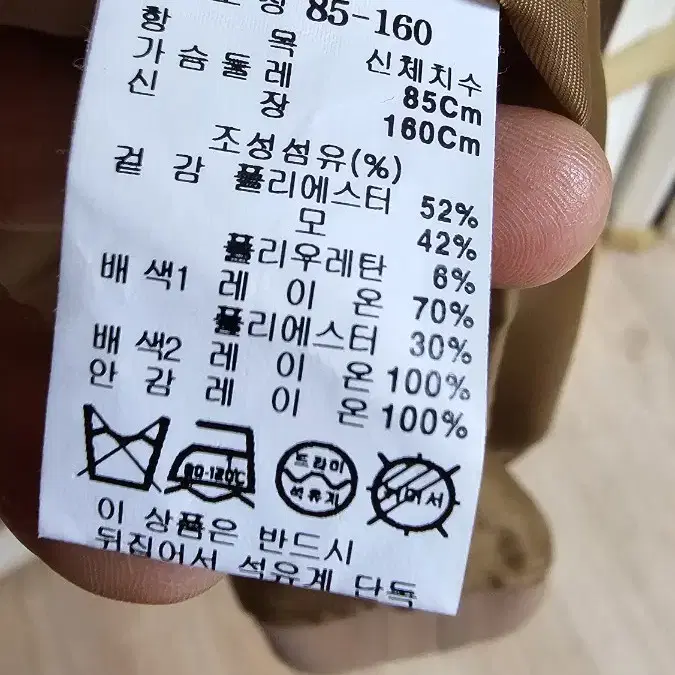 85-160
항 목 신체치수
가슴둘레 85Cm
신 장 160Cm
조성섬유(%)
겉 감 폴리에스터 52%
모 42%
폴리우레탄 6%
배 색1 레 이 온 70%
폴리에스터 30%
배 색2 레 이 온 100%
안 감 레 이 온 100%
80-120℃
드라이
석유계
이 상품은 반드시
뒤집어서 석유계 단독